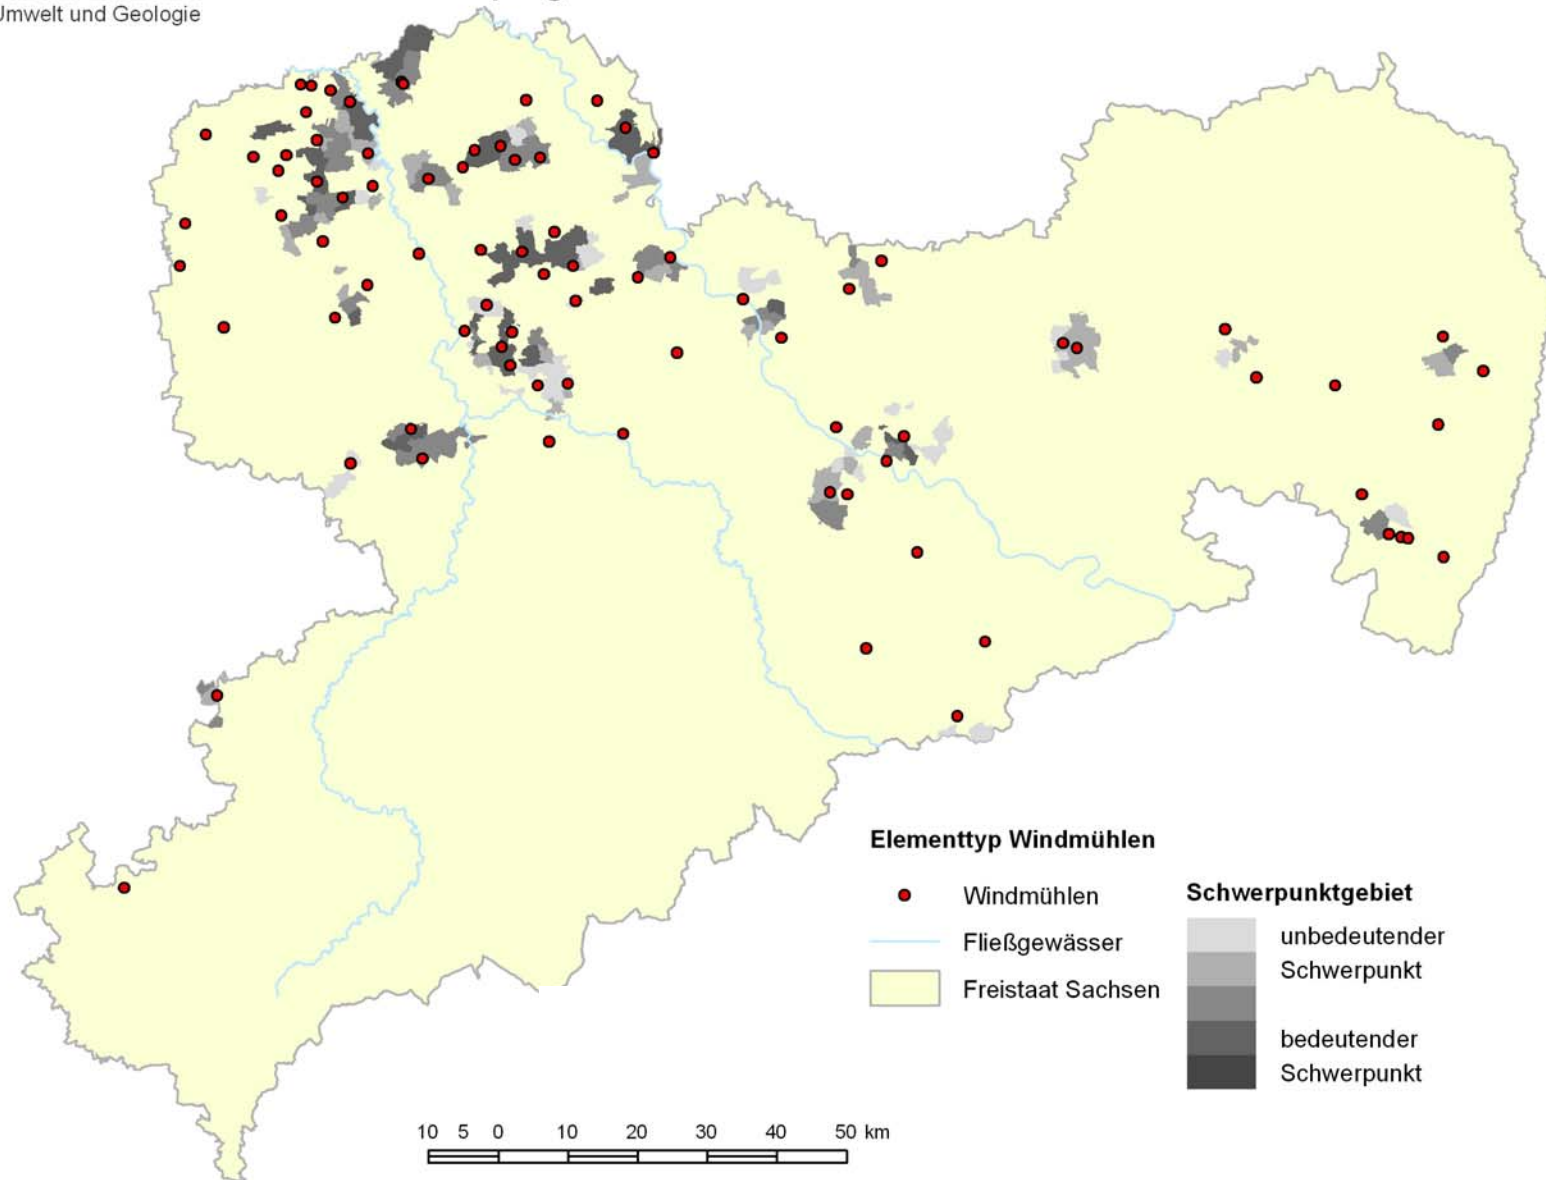 Umwelt und Geologie
Elementtyp Windmühlen
Windmühlen
Fließgewässer
Freistaat Sachsen
Schwerpunktgebiet
unbedeutender
Schwerpunkt
bedeutender
Schwerpunkt
10 5 0 10 20 30 40 50 km